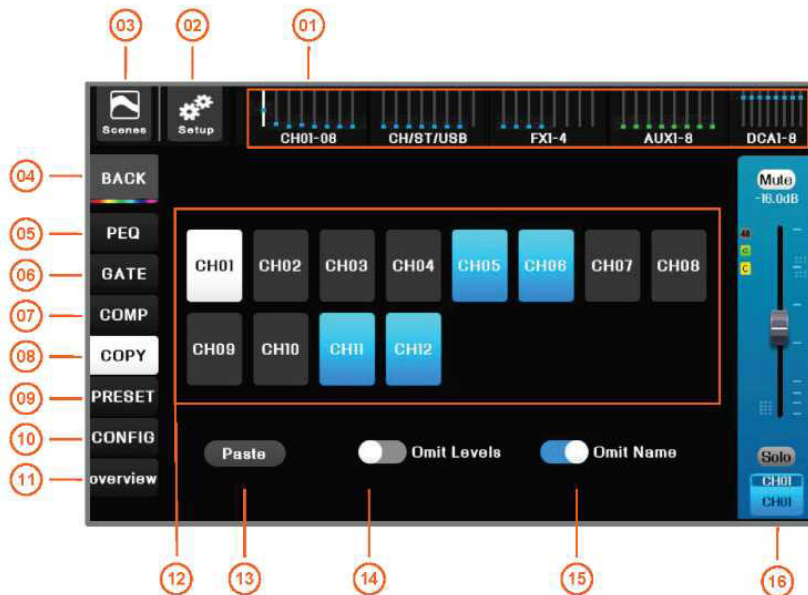 03 02 01
Scenes Setup CH01-08 CH/ST/USB FX1-4 AUX1-8 DCA1-8
04 BACK Mute
-16.0dB
05 PEQ
06 GATE CH01 CH02 CH03 CH04 CH05 CH06 CH07 CH08
07 COMP
08 COPY CH09 CH10 CH11 CH12
09 PRESET
10 CONFIG Paste Omit Levels Omit Name Solo
11 overview CH01
CH01
12 13 14 15 16